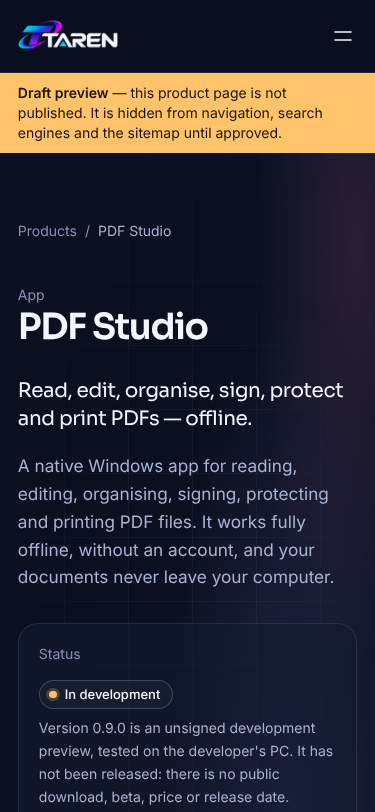 TAREN
Draft preview — this product page is not
published. It is hidden from navigation, search
engines and the sitemap until approved.
Products / PDF Studio
App
PDF Studio
Read, edit, organise, sign, protect
and print PDFs — offline.
A native Windows app for reading,
editing, organising, signing, protecting
and printing PDF files. It works fully
offline, without an account, and your
documents never leave your computer.
Status
In development
Version 0.9.0 is an unsigned development
preview, tested on the developer's PC. It has
not been released: there is no public
download, beta, price or release date.